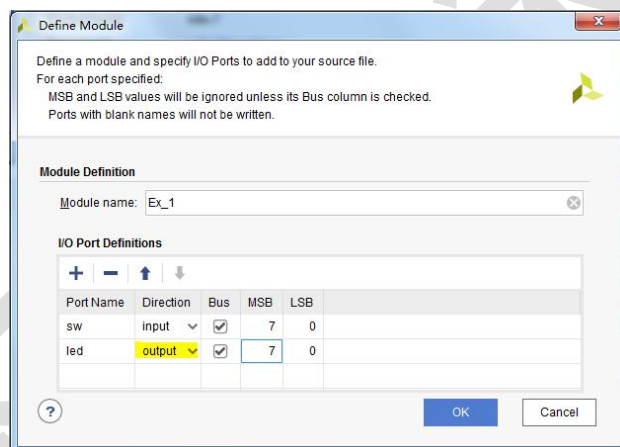 Define Module
Define a module and specify I/O Ports to add to your source file.
For each port specified:
MSB and LSB values will be ignored unless its Bus column is checked.
Ports with blank names will not be written.
Module Definition
Module name: Ex_1
I/O Port Definitions
Port Name Direction Bus MSB LSB
sw input 7 0
led output 7 0
? OK Cancel